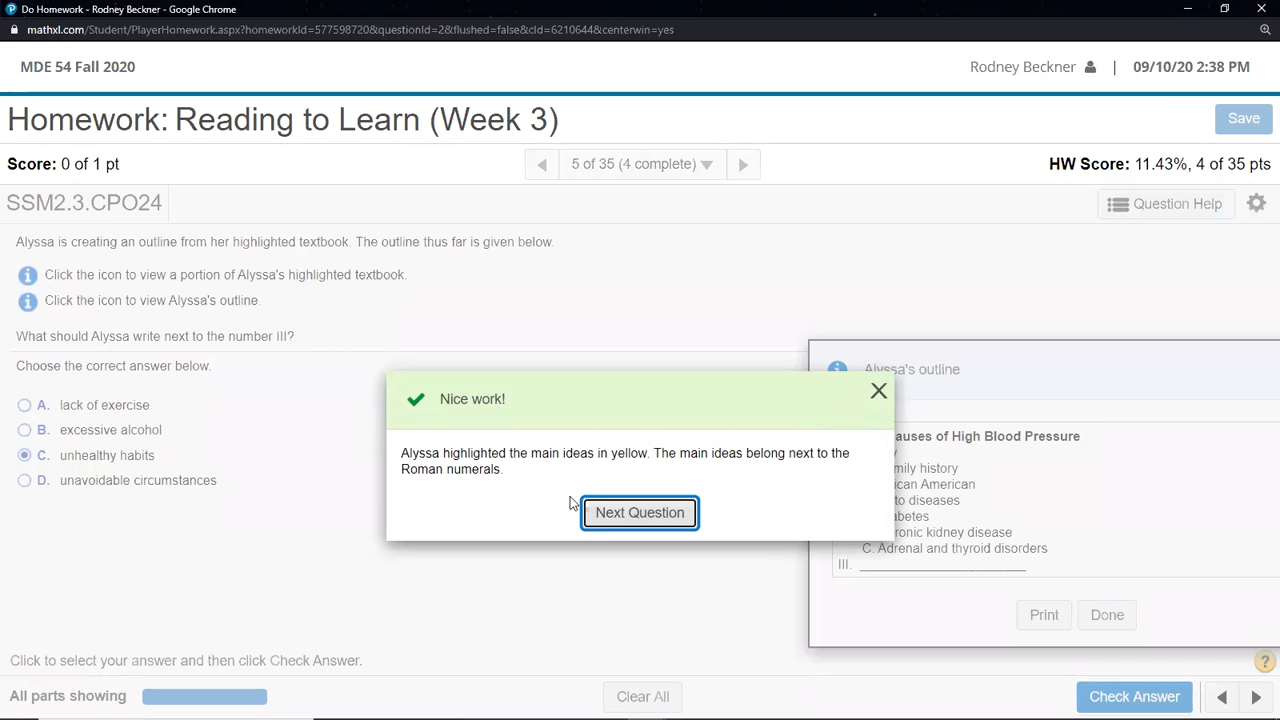 Do Homework - Rodney Beckner - Google Chrome
mathxl.com/Student/PlayerHomework.aspx?homeworkId=577598720&questionId=2&flushed=false&cId=6210644&centerwin=yes
MDE 54 Fall 2020
Rodney Beckner | 09/10/20 2:38 PM
Homework: Reading to Learn (Week 3)
Save
Score: 0 of 1 pt
5 of 35 (4 complete)
HW Score: 11.43%, 4 of 35 pts
SSM2.3.CPO24
Question Help
Alyssa is creating an outline from her highlighted textbook. The outline thus far is given below.
Click the icon to view a portion of Alyssa's highlighted textbook.
Click the icon to view Alyssa's outline.
What should Alyssa write next to the number III?
Choose the correct answer below.
A. lack of exercise
B. excessive alcohol
C. unhealthy habits
D. unavoidable circumstances
Nice work!
Alyssa highlighted the main ideas in yellow. The main ideas belong next to the
Roman numerals.
Next Question
Alyssa's outline
auses of High Blood Pressure
y
mily history
ican American
to diseases
abetes
ronic kidney disease
C. Adrenal and thyroid disorders
III.
Print
Done
Click to select your answer and then click Check Answer.
?
All parts showing
Clear All
Check Answer